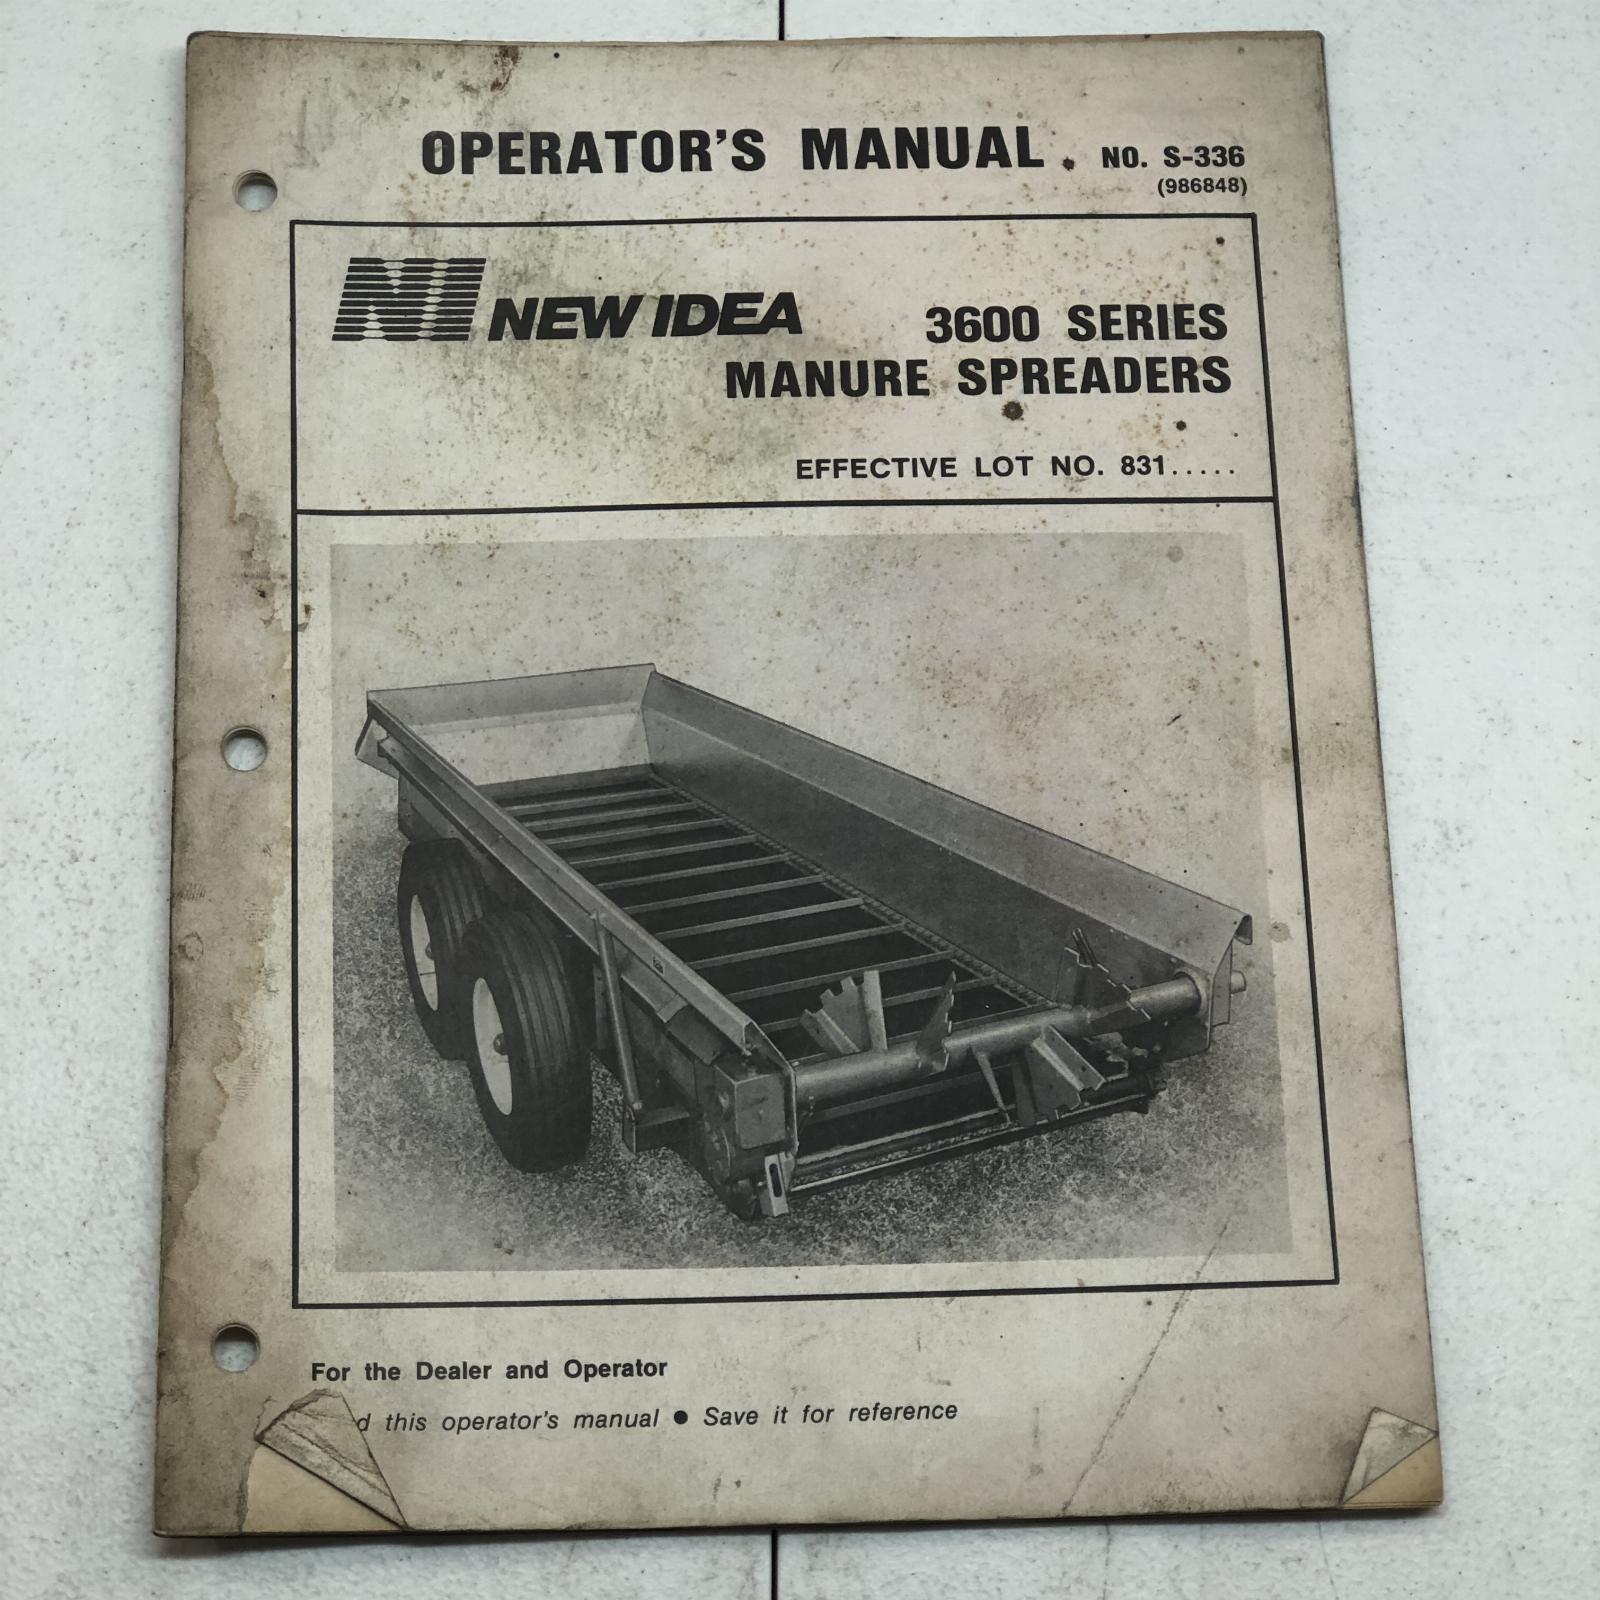 OPERATOR'S MANUAL NO. S-336
(986848)
NI NEW IDEA 3600 SERIES
MANURE SPREADERS
EFFECTIVE LOT NO. 831.....
For the Dealer and Operator
this operator's manual ● Save it for reference